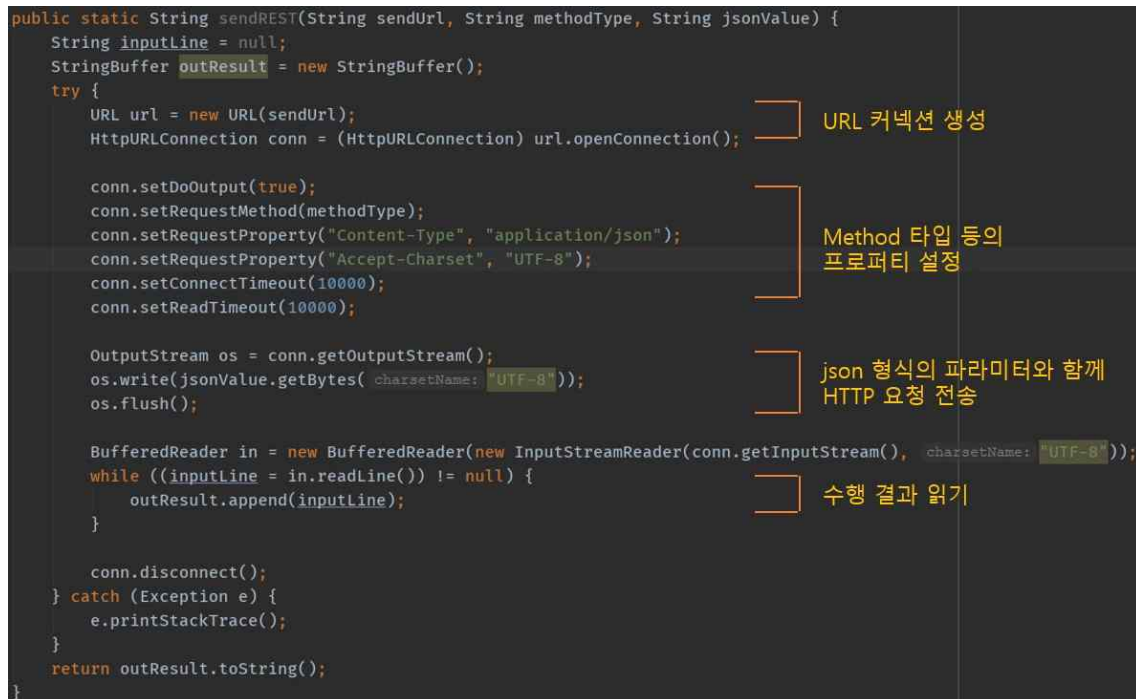 public static String sendREST(String sendUrl, String methodType, String jsonValue) {
String inputLine = null;
StringBuffer outResult = new StringBuffer();
try {
URL url = new URL(sendUrl);
HttpURLConnection conn = (HttpURLConnection) url.openConnection();
URL 커넥션 생성
conn.setDoOutput(true);
conn.setRequestMethod(methodType);
conn.setRequestProperty("Content-Type", "application/json");
conn.setRequestProperty("Accept-Charset", "UTF-8");
conn.setConnectTimeout(10000);
conn.setReadTimeout(10000);
Method 타입 등의
프로퍼티 설정
OutputStream os = conn.getOutputStream();
os.write(jsonValue.getBytes( charsetName: "UTF-8"));
os.flush();
json 형식의 파라미터와 함께
HTTP 요청 전송
BufferedReader in = new BufferedReader(new InputStreamReader(conn.getInputStream(), charsetName: "UTF-8"));
while ((inputLine = in.readLine()) != null) {
outResult.append(inputLine);
}
수행 결과 읽기
conn.disconnect();
} catch (Exception e) {
e.printStackTrace();
}
return outResult.toString();
}